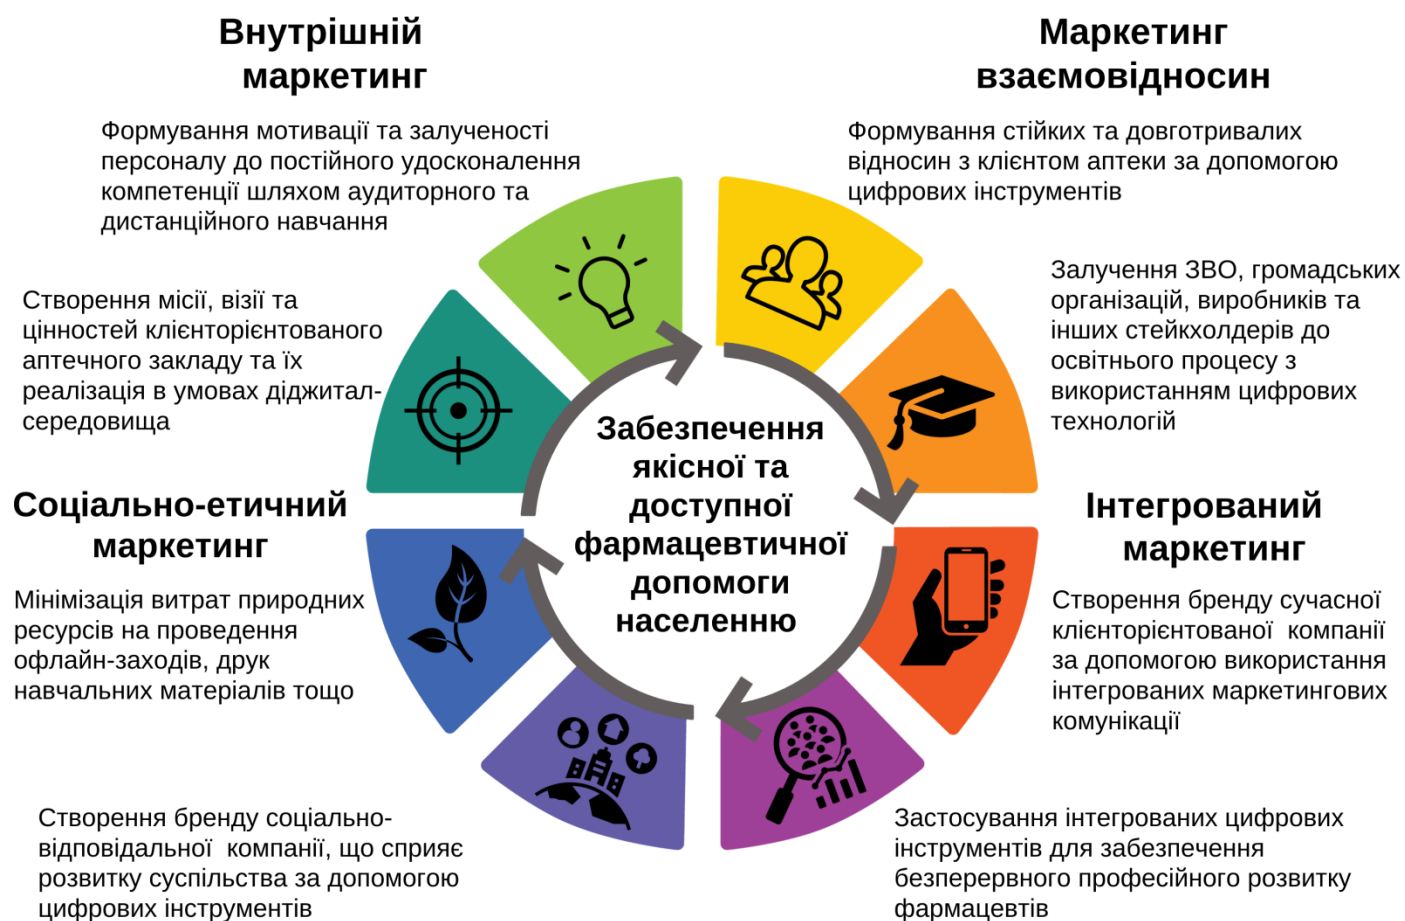 Внутрішній
маркетинг
Формування мотивації та залученості
персоналу до постійного удосконалення
компетенції шляхом аудиторного та
дистанційного навчання
Створення місії, візії та
цінностей клієнторієнтованого
аптечного закладу та їх
реалізація в умовах діджитал-
середовища
Маркетинг
взаємовідносин
Формування стійких та довготривалих
відносин з клієнтом аптеки за допомогою
цифрових інструментів
Залучення ЗВО, громадських
організацій, виробників та
інших стейкхолдерів до
освітнього процесу з
використанням цифрових
технологій
Забезпечення
якісної та
доступної
фармацевтичної
допомоги
населенню
Соціально-етичний
маркетинг
Мінімізація витрат природних
ресурсів на проведення
офлайн-заходів, друк
навчальних матеріалів тощо
Створення бренду соціально-
відповідальної компанії, що сприяє
розвитку суспільства за допомогою
цифрових інструментів
Інтегрований
маркетинг
Створення бренду сучасної
клієнторієнтованої компанії
за допомогою використання
інтегрованих маркетингових
комунікації
Застосування інтегрованих цифрових
інструментів для забезпечення
безперервного професійного розвитку
фармацевтів